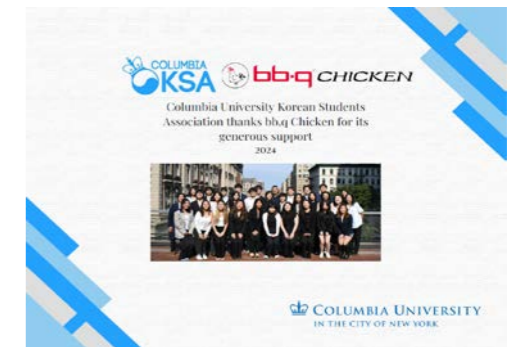 COLUMBIA
KSA
bb.q CHICKEN
Columbia University Korean Students
Association thanks bb.q Chicken for its
generous support
2024
COLUMBIA UNIVERSITY
IN THE CITY OF NEW YORK